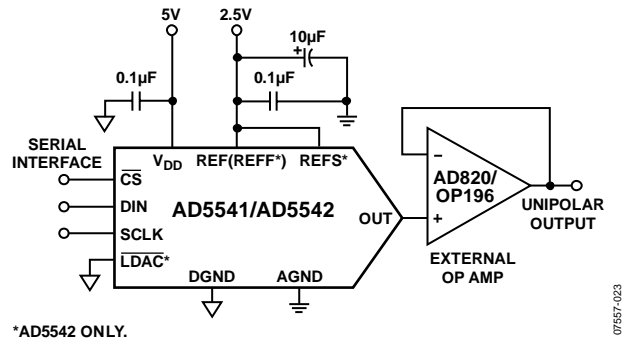 5V
2.5V
10µF
+
0.1µF
0.1µF
SERIAL
INTERFACE
VDD
REF(REFF*)
REFS*
CS
DIN
SCLK
LDAC*
AD5541/AD5542
OUT
DGND
AGND
−
+
AD820/
OP196
UNIPOLAR
OUTPUT
EXTERNAL
OP AMP
*AD5542 ONLY.
07557-023